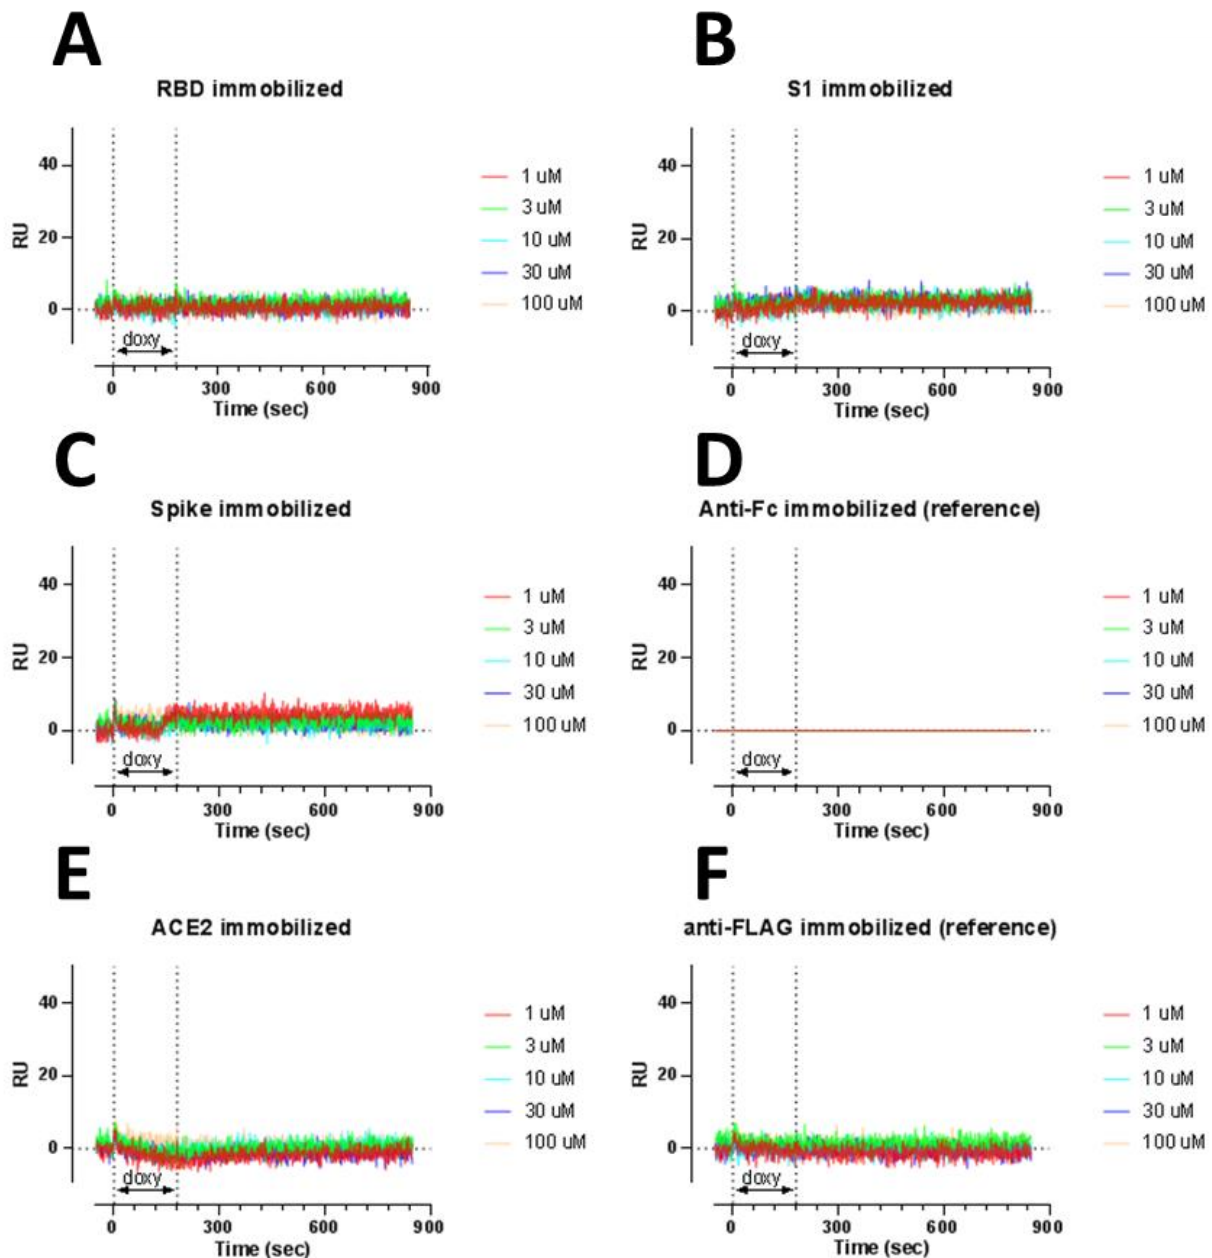 A
RBD immobilized
RU
40
20
0
doxy
0 300 600 900
Time (sec)
1 uM
3 uM
10 uM
30 uM
100 uM
B
S1 immobilized
RU
40
20
0
doxy
0 300 600 900
Time (sec)
1 uM
3 uM
10 uM
30 uM
100 uM
C
Spike immobilized
RU
40
20
0
doxy
0 300 600 900
Time (sec)
1 uM
3 uM
10 uM
30 uM
100 uM
D
Anti-Fc immobilized (reference)
RU
40
20
0
doxy
0 300 600 900
Time (sec)
1 uM
3 uM
10 uM
30 uM
100 uM
E
ACE2 immobilized
RU
40
20
0
doxy
0 300 600 900
Time (sec)
1 uM
3 uM
10 uM
30 uM
100 uM
F
anti-FLAG immobilized (reference)
RU
40
20
0
doxy
0 300 600 900
Time (sec)
1 uM
3 uM
10 uM
30 uM
100 uM